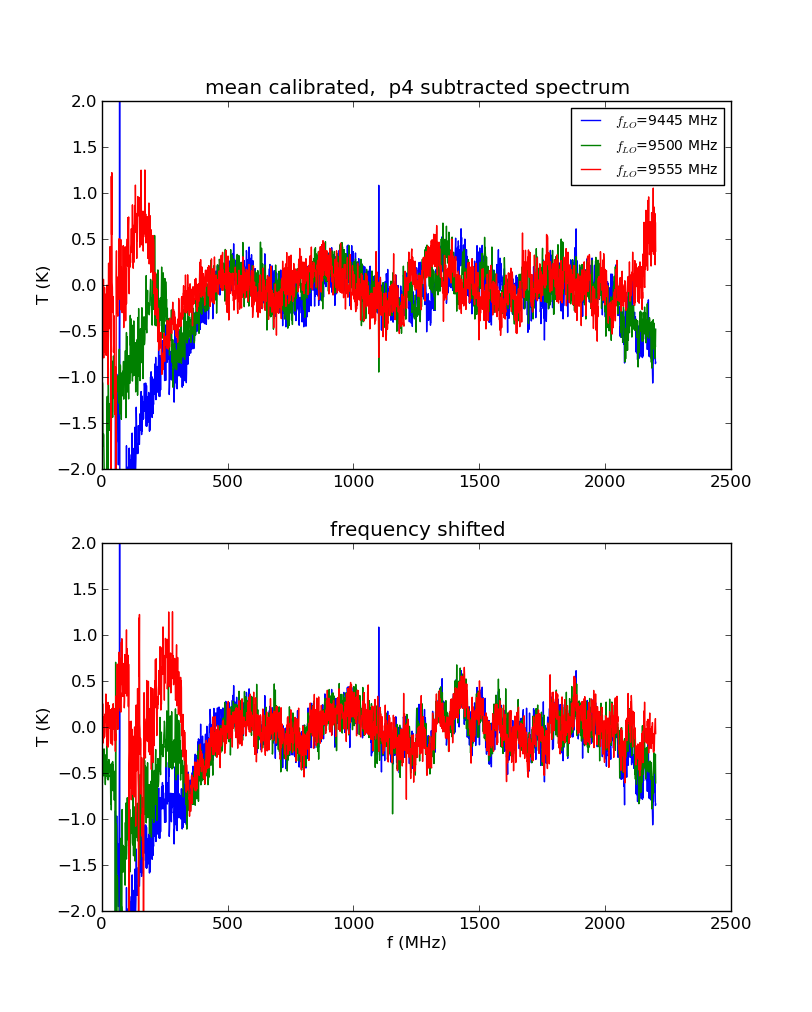 mean calibrated,  p4 subtracted spectrum
f_LO=9445 MHz
f_LO=9500 MHz
f_LO=9555 MHz
2.0
1.5
1.0
0.5
0.0
−0.5
−1.0
−1.5
−2.0
T (K)
0 500 1000 1500 2000 2500
frequency shifted
2.0
1.5
1.0
0.5
0.0
−0.5
−1.0
−1.5
−2.0
T (K)
0 500 1000 1500 2000 2500
f (MHz)